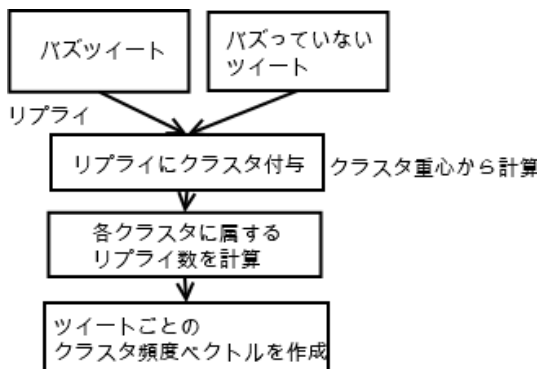 バズツイート
バズっていない
ツイート
リプライ
リプライにクラスタ付与
クラスタ重心から計算
各クラスタに属する
リプライ数を計算
ツイートごとの
クラスタ頻度ベクトルを作成